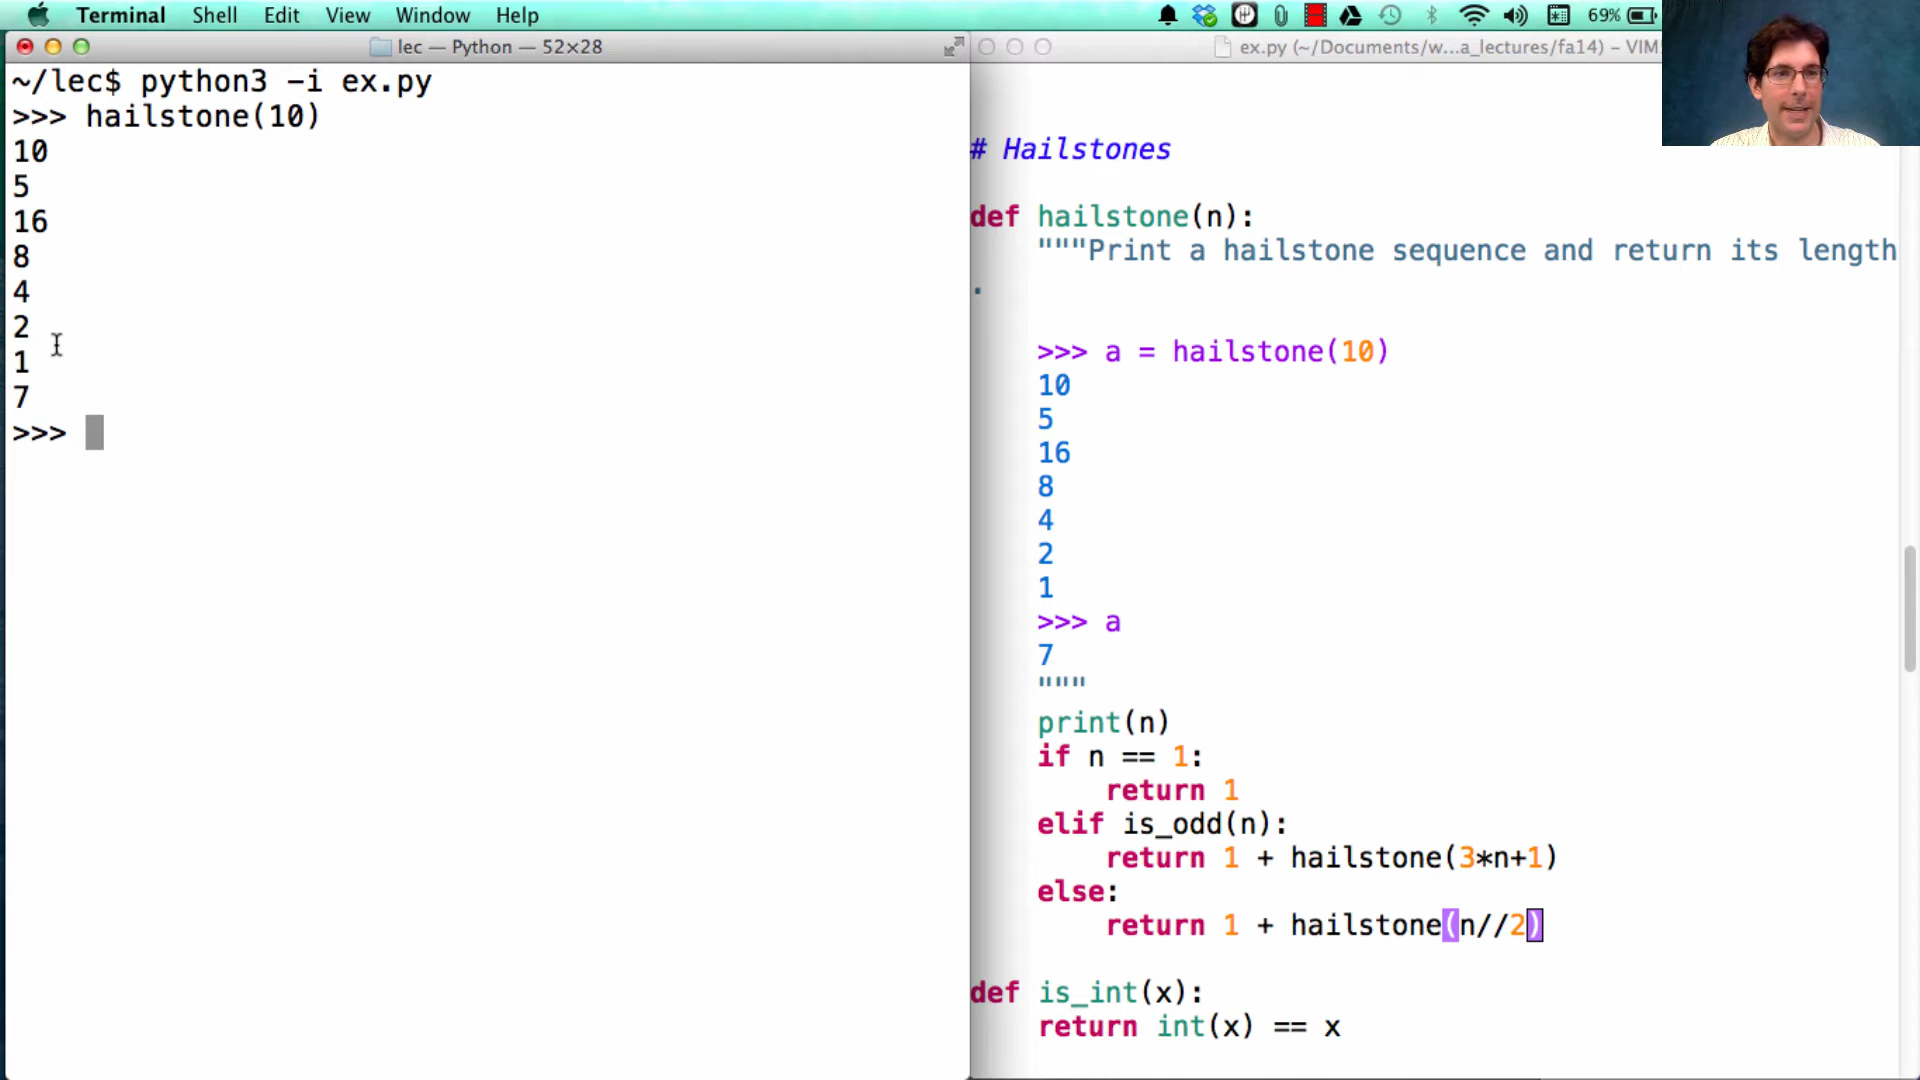 Terminal Shell Edit View Window Help 69%
lec — Python — 52×28
~/lec$ python3 -i ex.py
>>> hailstone(10)
10
5
16
8
4
2
1
7
>>>
ex.py (~/Documents/w...a_lectures/fa14) – VIM
# Hailstones
def hailstone(n):
"""Print a hailstone sequence and return its length
.
>>> a = hailstone(10)
10
5
16
8
4
2
1
>>> a
7
"""
print(n)
if n == 1:
return 1
elif is_odd(n):
return 1 + hailstone(3*n+1)
else:
return 1 + hailstone(n//2)
def is_int(x):
return int(x) == x